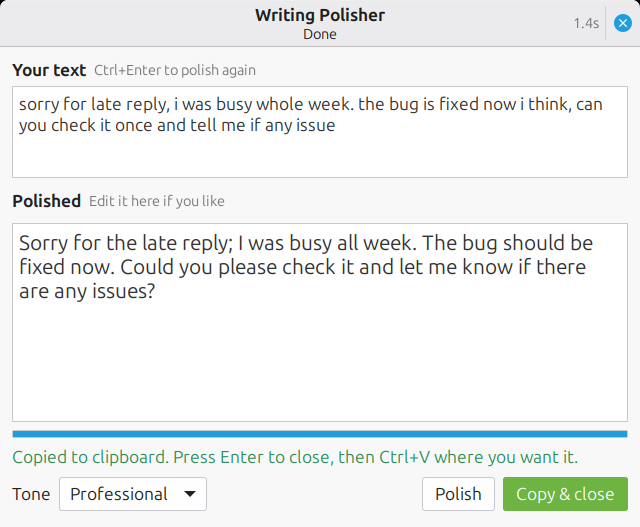 Writing Polisher
Done
1.4s
Your text Ctrl+Enter to polish again
sorry for late reply, i was busy whole week. the bug is fixed now i think, can
you check it once and tell me if any issue
Polished Edit it here if you like
Sorry for the late reply; I was busy all week. The bug should be
fixed now. Could you please check it and let me know if there
are any issues?
Copied to clipboard. Press Enter to close, then Ctrl+V where you want it.
Tone Professional Polish Copy & close